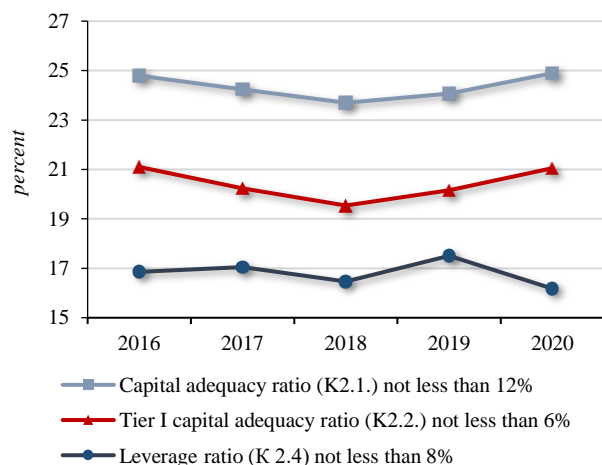 27
25
23
21
19
17
15
percent
2016 2017 2018 2019 2020
Capital adequacy ratio (K2.1.) not less than 12%
Tier I capital adequacy ratio (K2.2.) not less than 6%
Leverage ratio (K 2.4) not less than 8%